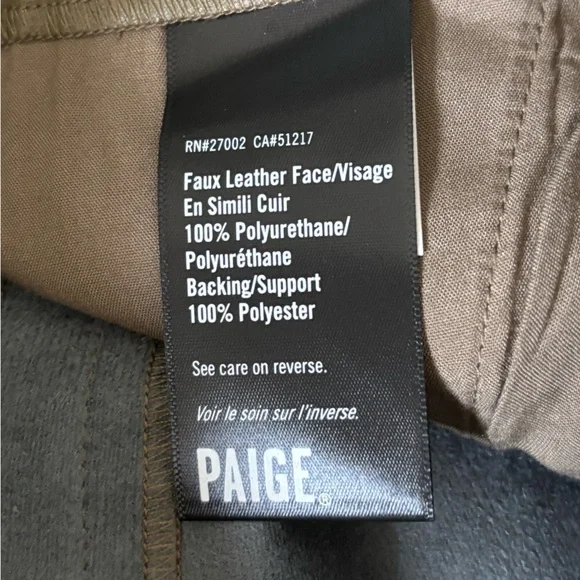 RN#27002 CA#51217
Faux Leather Face/Visage
En Simili Cuir
100% Polyurethane/
Polyuréthane
Backing/Support
100% Polyester
See care on reverse.
Voir le soin sur l'inverse.
PAIGE®